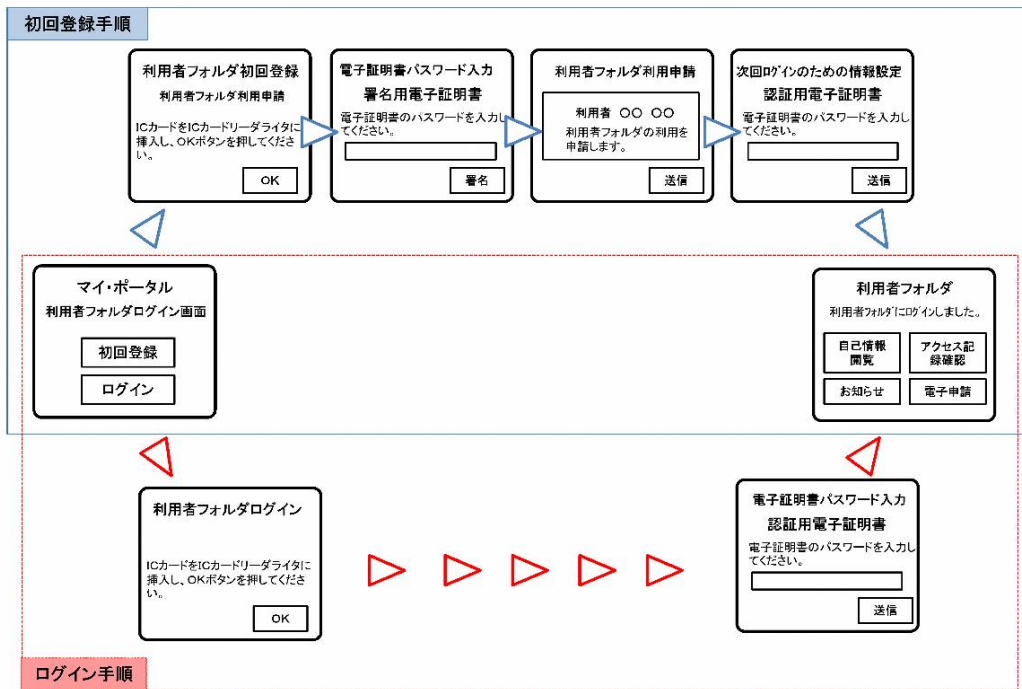 初回登録手順
利用者フォルダ初回登録
利用者フォルダ利用申請
ICカードをICカードリーダライタに
挿入し、OKボタンを押してくださ
い。
OK
電子証明書パスワード入力
署名用電子証明書
電子証明書のパスワードを入力し
てください。
署名
利用者フォルダ利用申請
利用者 〇〇 〇〇
利用者フォルダの利用を
申請します。
送信
次回ログインのための情報設定
認証用電子証明書
電子証明書のパスワードを入力し
てください。
送信
マイ・ポータル
利用者フォルダログイン画面
初回登録
ログイン
利用者フォルダ
利用者フォルダにログインしました。
自己情報
閲覧
アクセス記
録確認
お知らせ
電子申請
利用者フォルダログイン
ICカードをICカードリーダライタに
挿入し、OKボタンを押してくださ
い。
OK
電子証明書パスワード入力
認証用電子証明書
電子証明書のパスワードを入力し
てください。
送信
ログイン手順